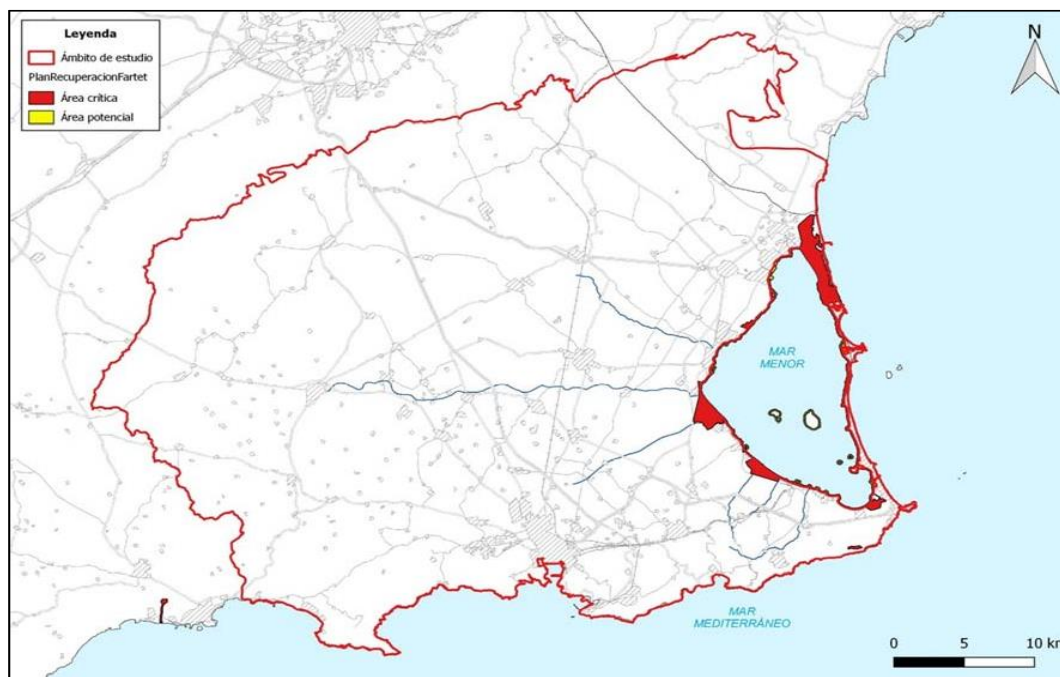 Leyenda
Ámbito de estudio
PlanRecuperacionFartet
Área crítica
Área potencial
N
MAR
MENOR
MAR
MEDITERRÁNEO
0 5 10 km